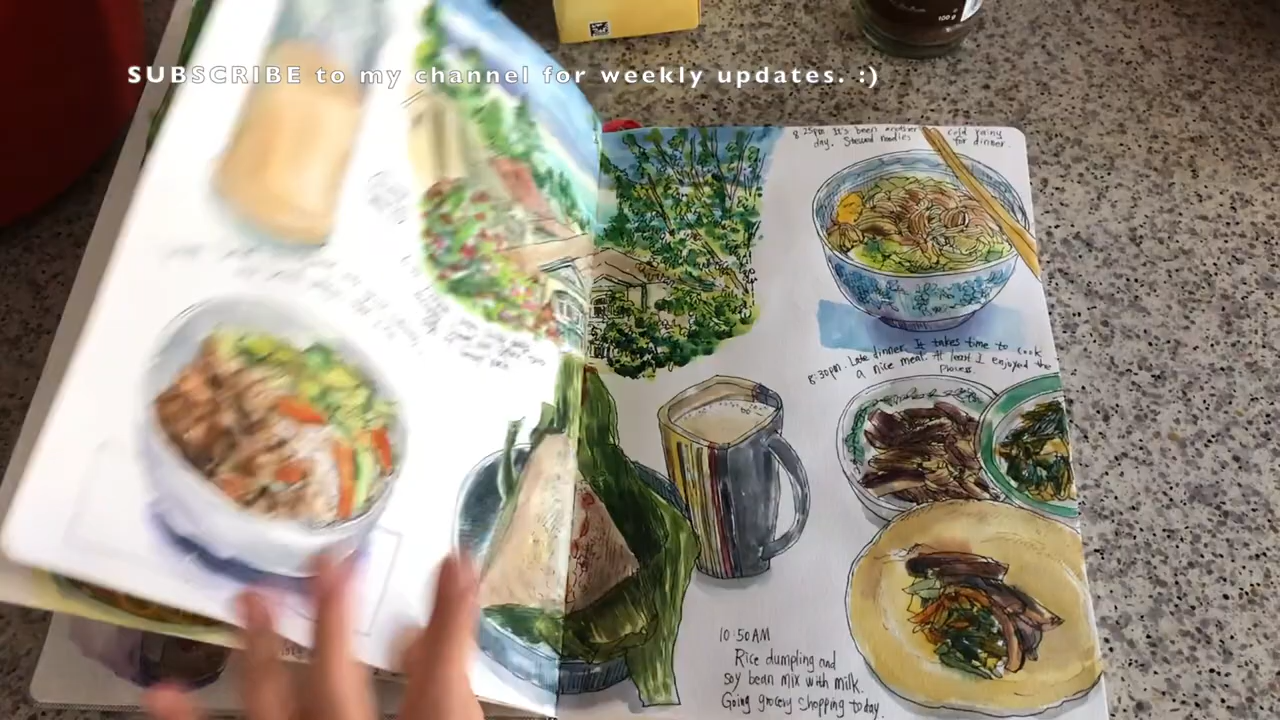 SUBSCRIBE to my channel for weekly updates. :)
100 g
8:25pm It's been another cold rainy
day. Stewed noodles for dinner.
8:30pm. Late dinner. It takes time to cook
a nice meal. At least I enjoyed the
process.
10:50AM
Rice dumpling and
soy bean mix with milk.
Going grocery shopping today.